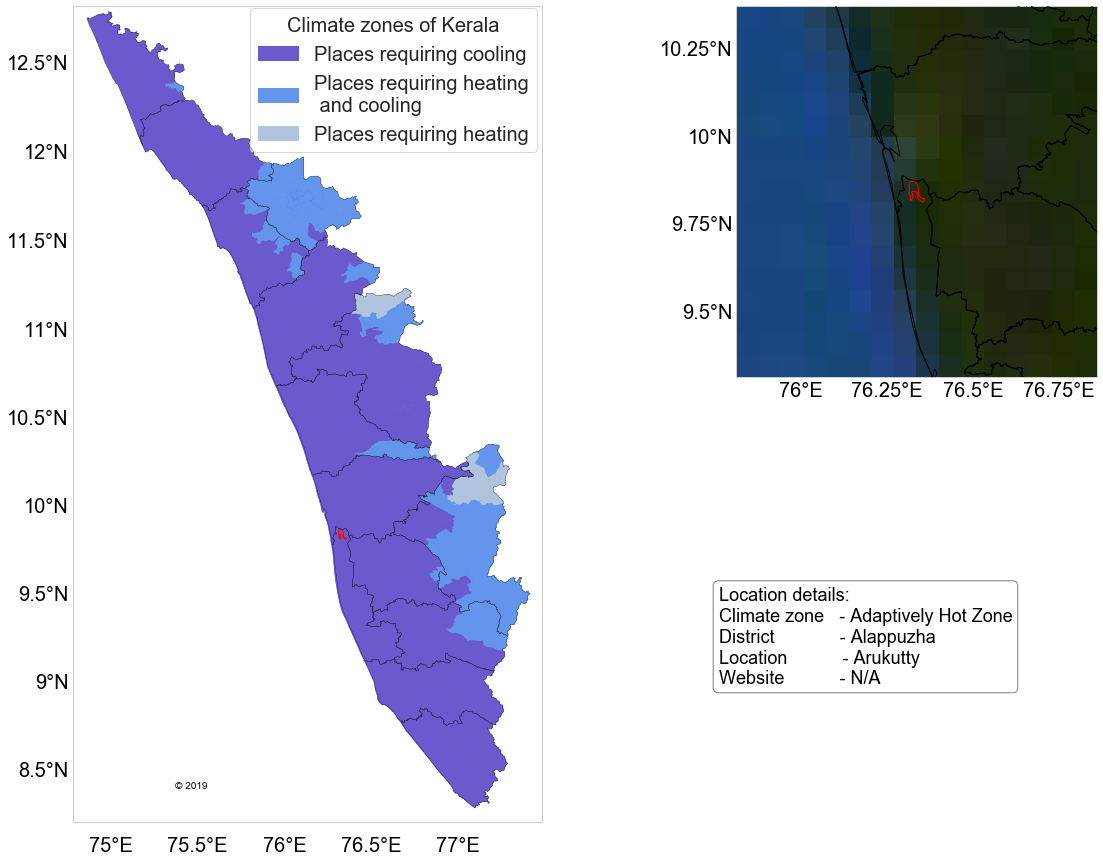 Climate zones of Kerala
Places requiring cooling
Places requiring heating
and cooling
Places requiring heating
12.5°N
12°N
11.5°N
11°N
10.5°N
10°N
9.5°N
9°N
8.5°N
75°E
75.5°E
76°E
76.5°E
77°E
© 2019
10.25°N
10°N
9.75°N
9.5°N
76°E
76.25°E
76.5°E
76.75°E
Location details:
Climate zone - Adaptively Hot Zone
District - Alappuzha
Location - Arukutty
Website - N/A